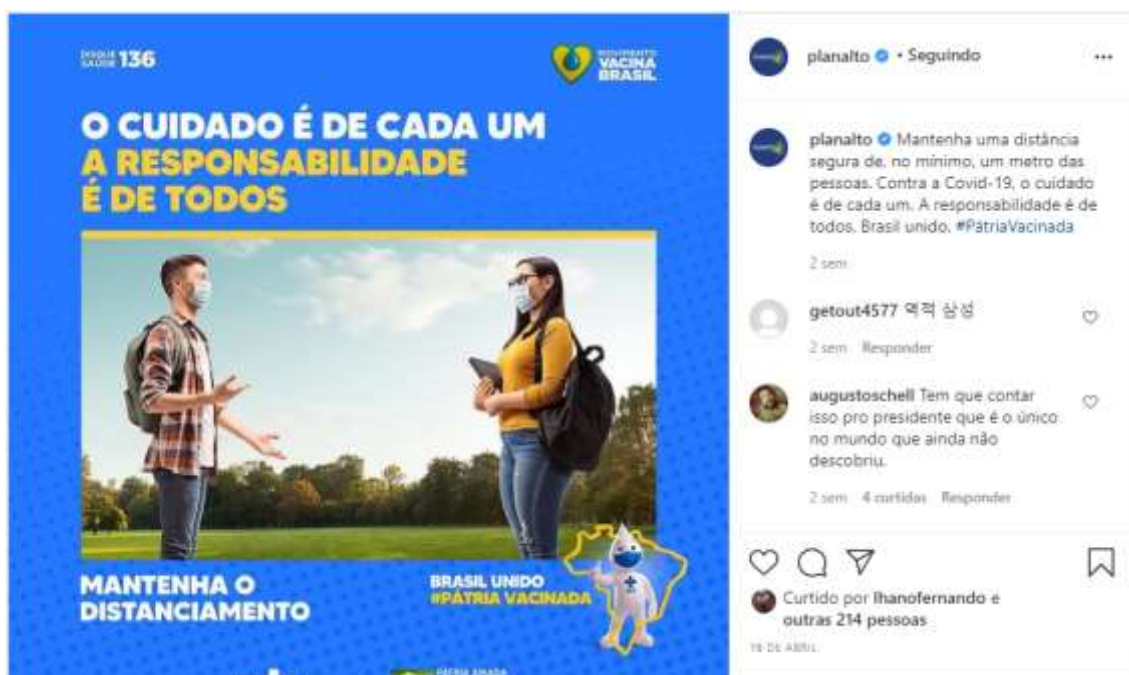 DISQUE
SAÚDE 136
MOVIMENTO
VACINA
BRASIL
O CUIDADO É DE CADA UM
A RESPONSABILIDADE
É DE TODOS
MANTENHA O
DISTANCIAMENTO
BRASIL UNIDO
#PÁTRIA VACINADA
PÁTRIA AMADA
planalto • Seguindo
planalto Mantenha uma distância
segura de, no mínimo, um metro das
pessoas. Contra a Covid-19, o cuidado
é de cada um. A responsabilidade é de
todos. Brasil unido. #PátriaVacinada
2 sem
getout4577 역적 삼성
2 sem Responder
augustoschell Tem que contar
isso pro presidente que é o único
no mundo que ainda não
descobriu.
2 sem 4 curtidas Responder
Curtido por lhanofernando e
outras 214 pessoas
DE ABRIL